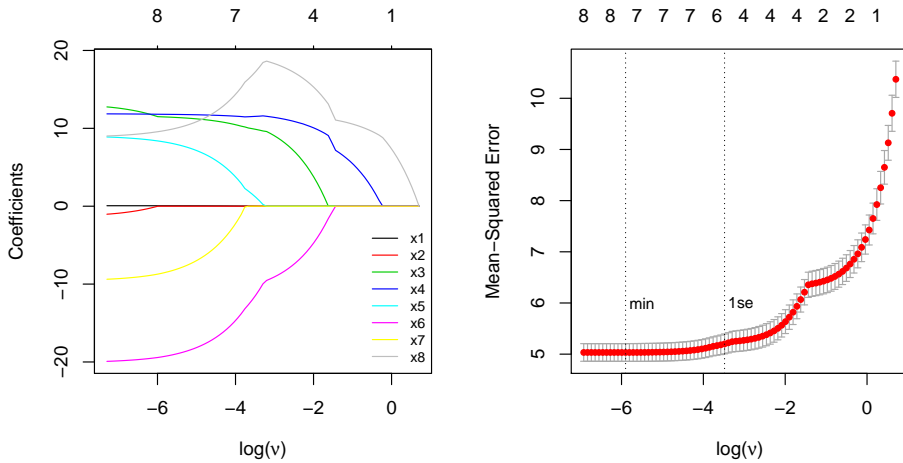 8 7 4 1
20
10
0
−10
−20
Coefficients
x1
x2
x3
x4
x5
x6
x7
x8
−6 −4 −2 0
log(ν)
8 8 7 7 7 6 4 4 4 2 2 1
10
9
8
7
6
5
Mean−Squared Error
min
1se
−6 −4 −2 0
log(ν)